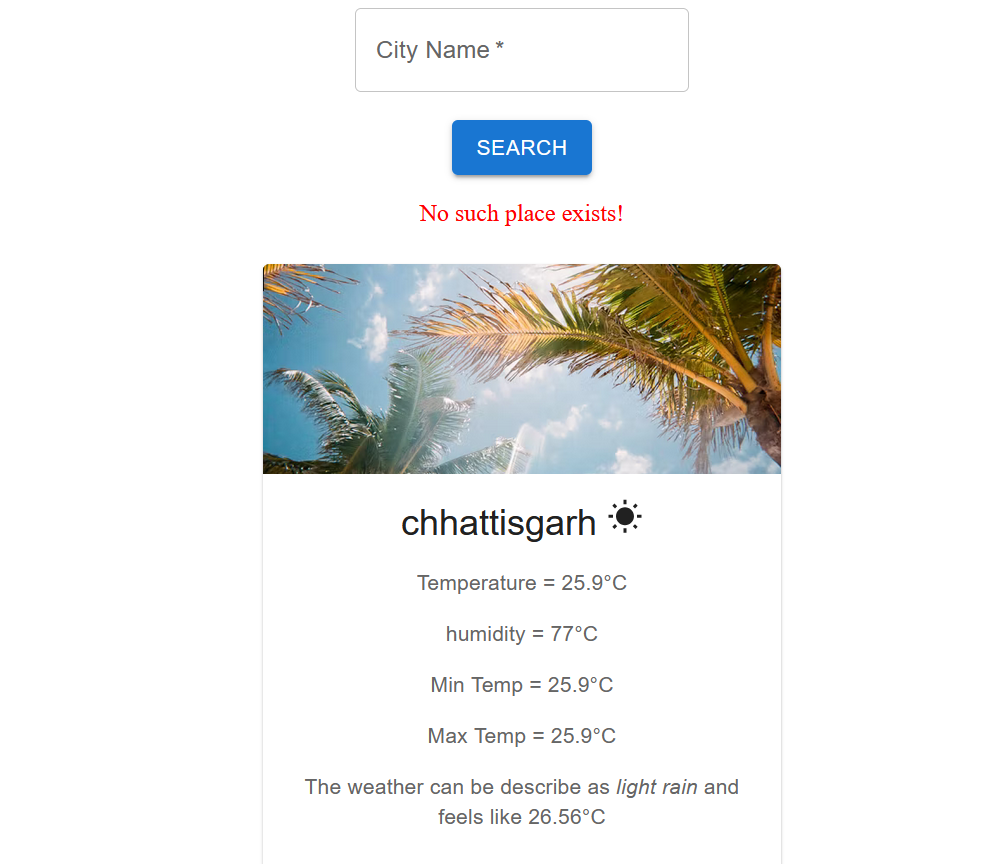 City Name *
SEARCH
No such place exists!
chhattisgarh
Temperature = 25.9°C
humidity = 77°C
Min Temp = 25.9°C
Max Temp = 25.9°C
The weather can be describe as light rain and
feels like 26.56°C